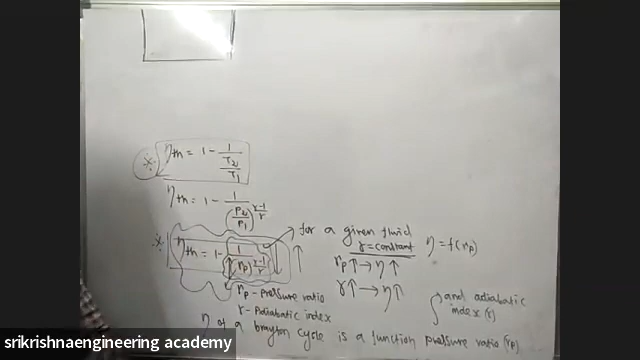 * ηth = 1 - 1/(T2/T1)
ηth = 1 - 1/(P2/P1)^(γ-1/γ)
* ηth = 1 - 1/(rp)^(γ-1/γ)
for a given fluid
γ = constant η = f(rp)
rp ↑ → η ↑
γ ↑ → η ↑
rp - pressure ratio
γ - Adiabatic index
and adiabatic
index (γ)
η of a brayton cycle is a function pressure ratio (rp)
srikrishnaengineering academy